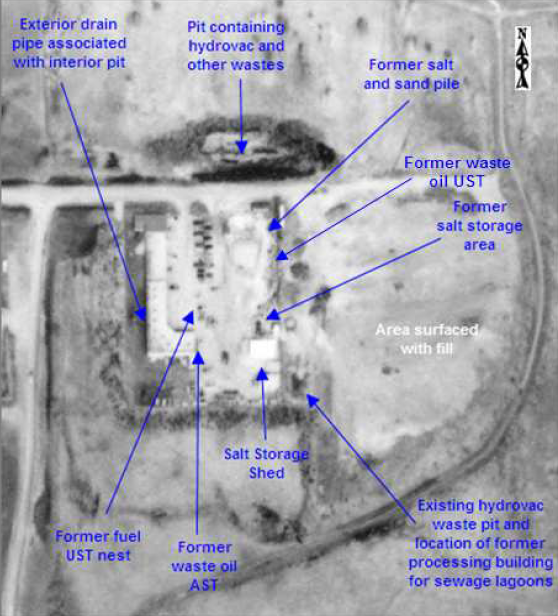 Exterior drain
pipe associated
with interior pit
Pit containing
hydrovac and
other wastes
N
Former salt
and sand pile
Former waste
oil UST
Former
salt storage
area
Area surfaced
with fill
Salt Storage
Shed
Former fuel
UST nest
Former
waste oil
AST
Existing hydrovac
waste pit and
location of former
processing building
for sewage lagoons